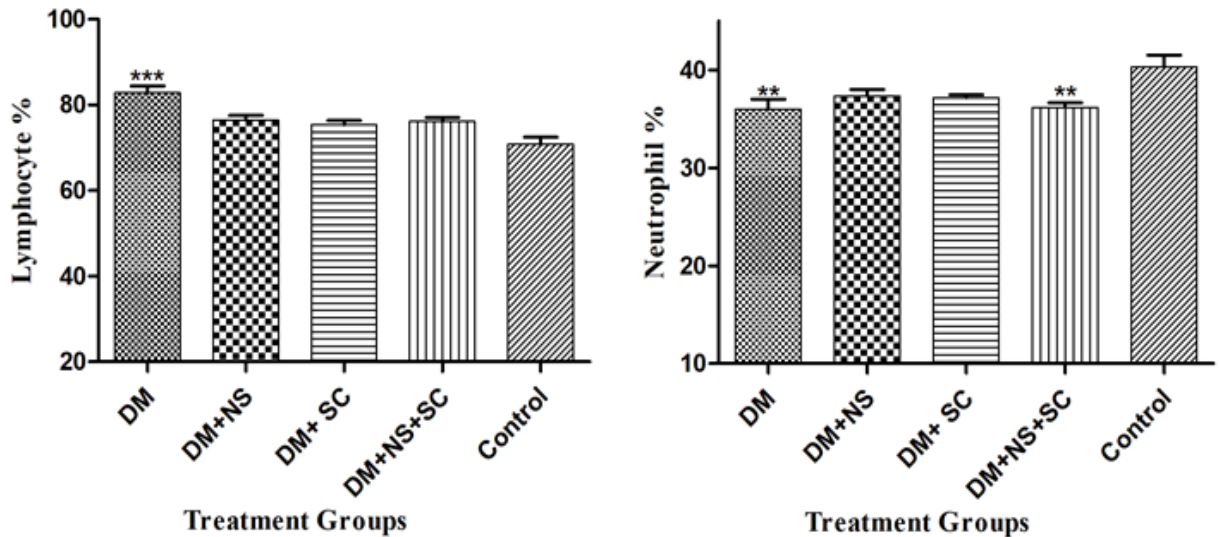 Lymphocyte %
100
80
60
40
20
***
DM
DM+NS
DM+ SC
DM+NS+SC
Control
Treatment Groups
Neutrophil %
40
30
20
10
**
**
DM
DM+NS
DM+ SC
DM+NS+SC
Control
Treatment Groups